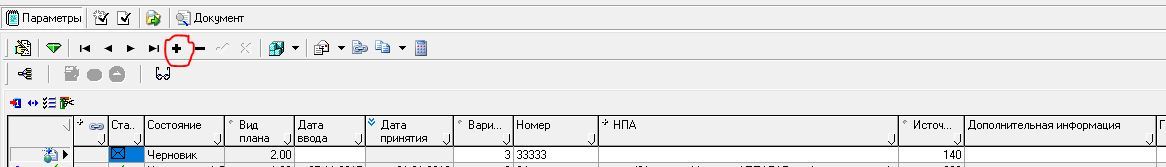 Параметры Документ
Ста.. Состояние Вид плана Дата ввода Дата принятия Вари... Номер НПА Источ... Дополнительная информация
Черновик 2.00 3 33333 140